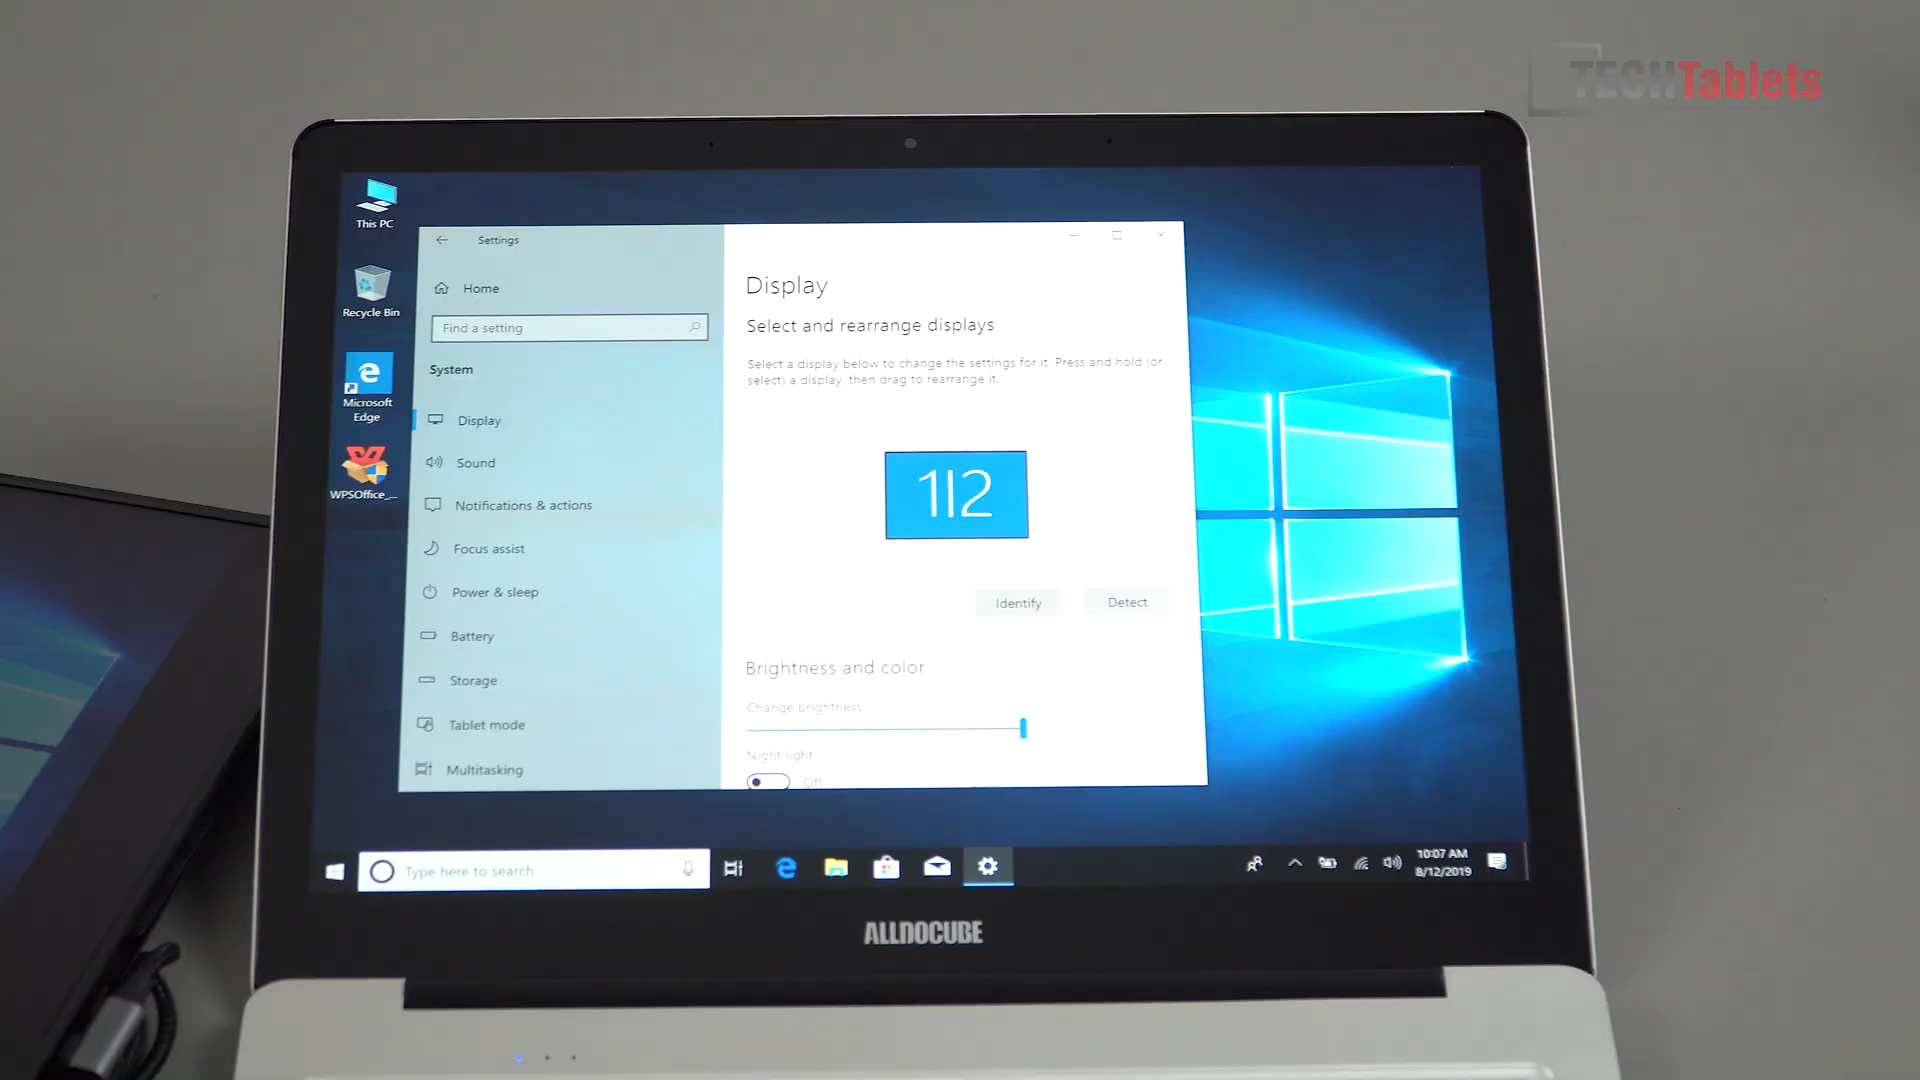 TECHTablets
This PC
Recycle Bin
Microsoft
Edge
WPSOffice_...
Settings
Home
Find a setting
System
Display
Sound
Notifications & actions
Focus assist
Power & sleep
Battery
Storage
Tablet mode
Multitasking
Display
Select and rearrange displays
Select a display below to change the settings for it. Press and hold (or
select) a display, then drag to rearrange it.
1|2
Identify
Detect
Brightness and color
Change brightness
Night light
Off
Type here to search
10:07 AM
8/12/2019
ALLDOCUBE